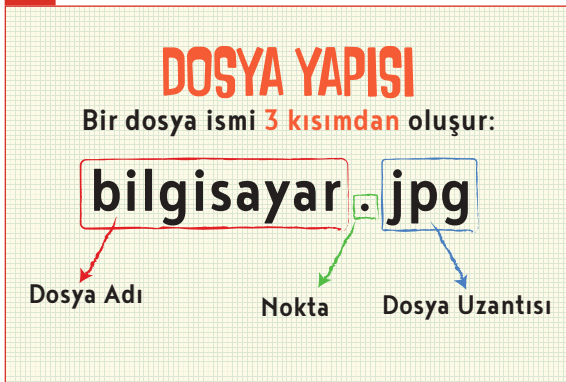 DOSYA YAPISI
Bir dosya ismi 3 kısımdan oluşur:
bilgisayar.jpg
Dosya Adı
Nokta
Dosya Uzantısı